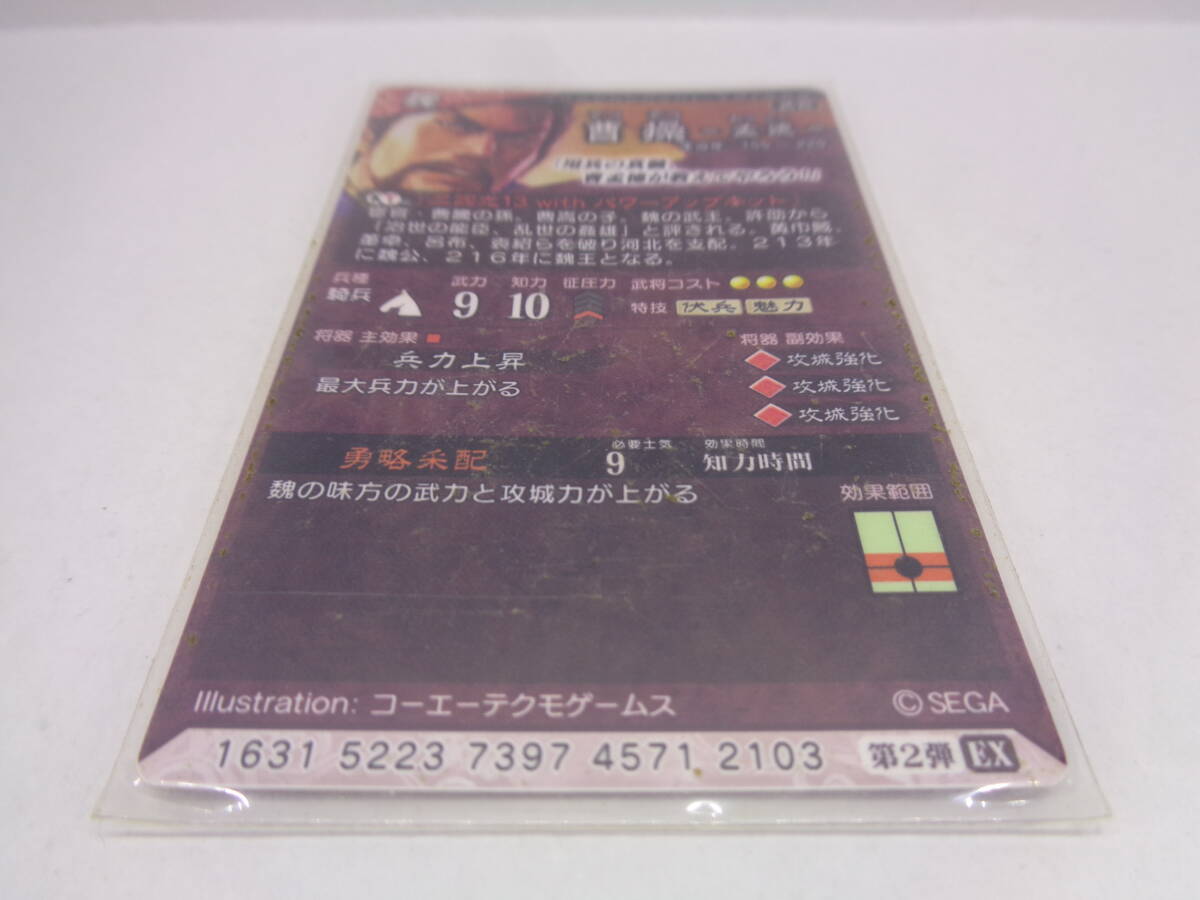 曹操
三國志13 with パワーアップキット
宦官・曹騰の孫、曹嵩の子。魏の武王。許劭から
「治世の能臣、乱世の姦雄」と評される。黄巾賊、
董卓、呂布、袁紹らを破り河北を支配。213年
に魏公、216年に魏王となる。
兵種 武力 知力 征圧力 武将コスト
騎兵 9 10 特技 伏兵 魅力
将器 主効果 将器 副効果
兵力上昇 攻城強化
最大兵力が上がる 攻城強化
攻城強化
勇略采配 必要士気 9 効果時間 知力時間
魏の味方の武力と攻城力が上がる 効果範囲
Illustration: コーエーテクモゲームス ©SEGA
1631 5223 7397 4571 2103 第2弾 EX